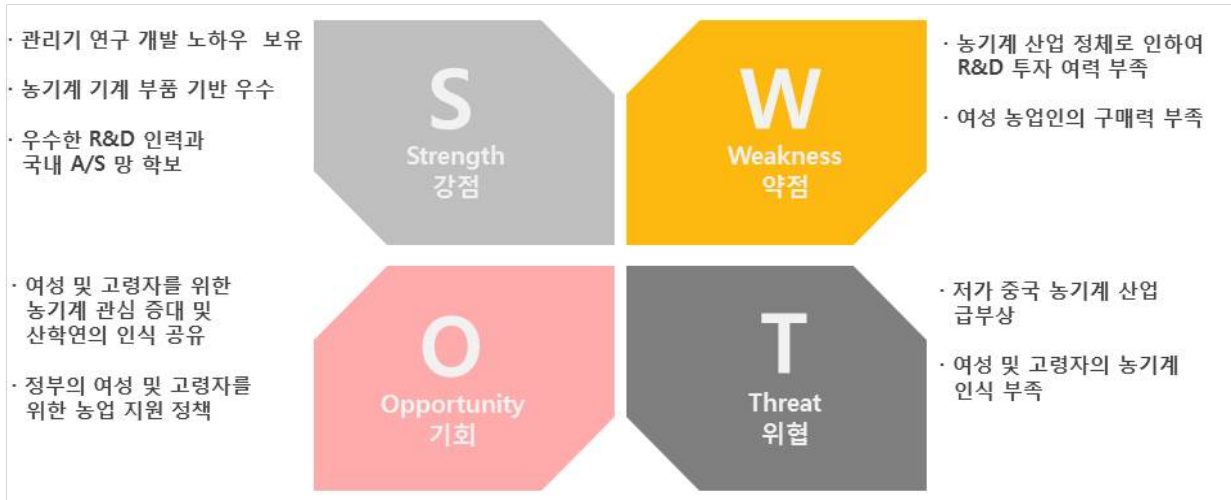 · 관리기 연구 개발 노하우 보유
· 농기계 기계 부품 기반 우수
· 우수한 R&D 인력과
국내 A/S 망 학보
S
Strength
강점
W
Weakness
약점
· 농기계 산업 정체로 인하여
R&D 투자 여력 부족
· 여성 농업인의 구매력 부족
· 여성 및 고령자를 위한
농기계 관심 증대 및
산학연의 인식 공유
· 정부의 여성 및 고령자를
위한 농업 지원 정책
O
Opportunity
기회
T
Threat
위협
· 저가 중국 농기계 산업
급부상
· 여성 및 고령자의 농기계
인식 부족